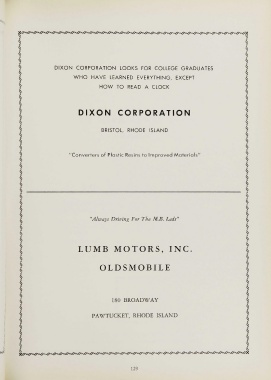 DIXON CORPORATION LOOKS FOR COLLEGE GRADUATES
WHO HAVE LEARNED EVERYTHING, EXCEPT
HOW TO READ A CLOCK
DIXON CORPORATION
BRISTOL, RHODE ISLAND
"Converters of Plastic Resins to Improved Materials"
"Always Driving For The M.B. Lads"
LUMB MOTORS, INC.
OLDSMOBILE
180 BROADWAY
PAWTUCKET, RHODE ISLAND